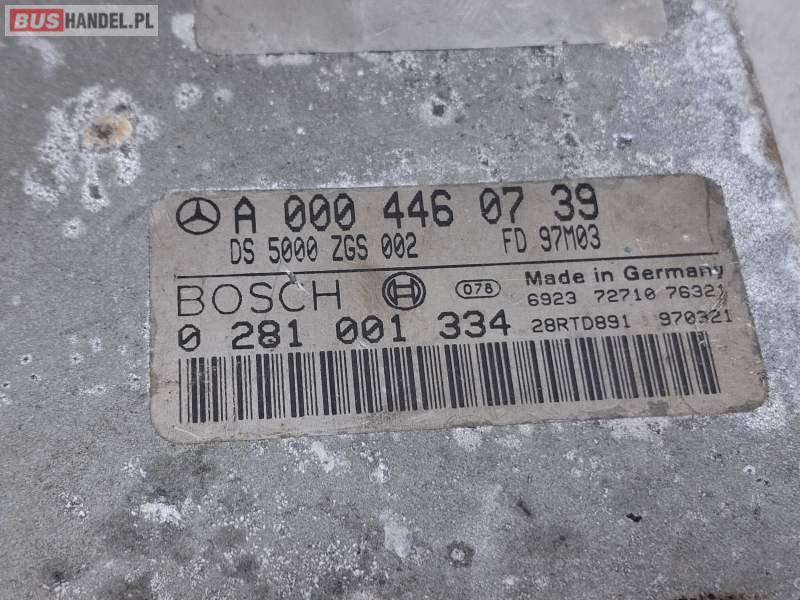 BUSHANDEL.PL
A 000 446 07 39
DS 5000 ZGS 002 FD 97M03
BOSCH 078 Made in Germany
6923 72710 76321
0 281 001 334 28RTD891 970321